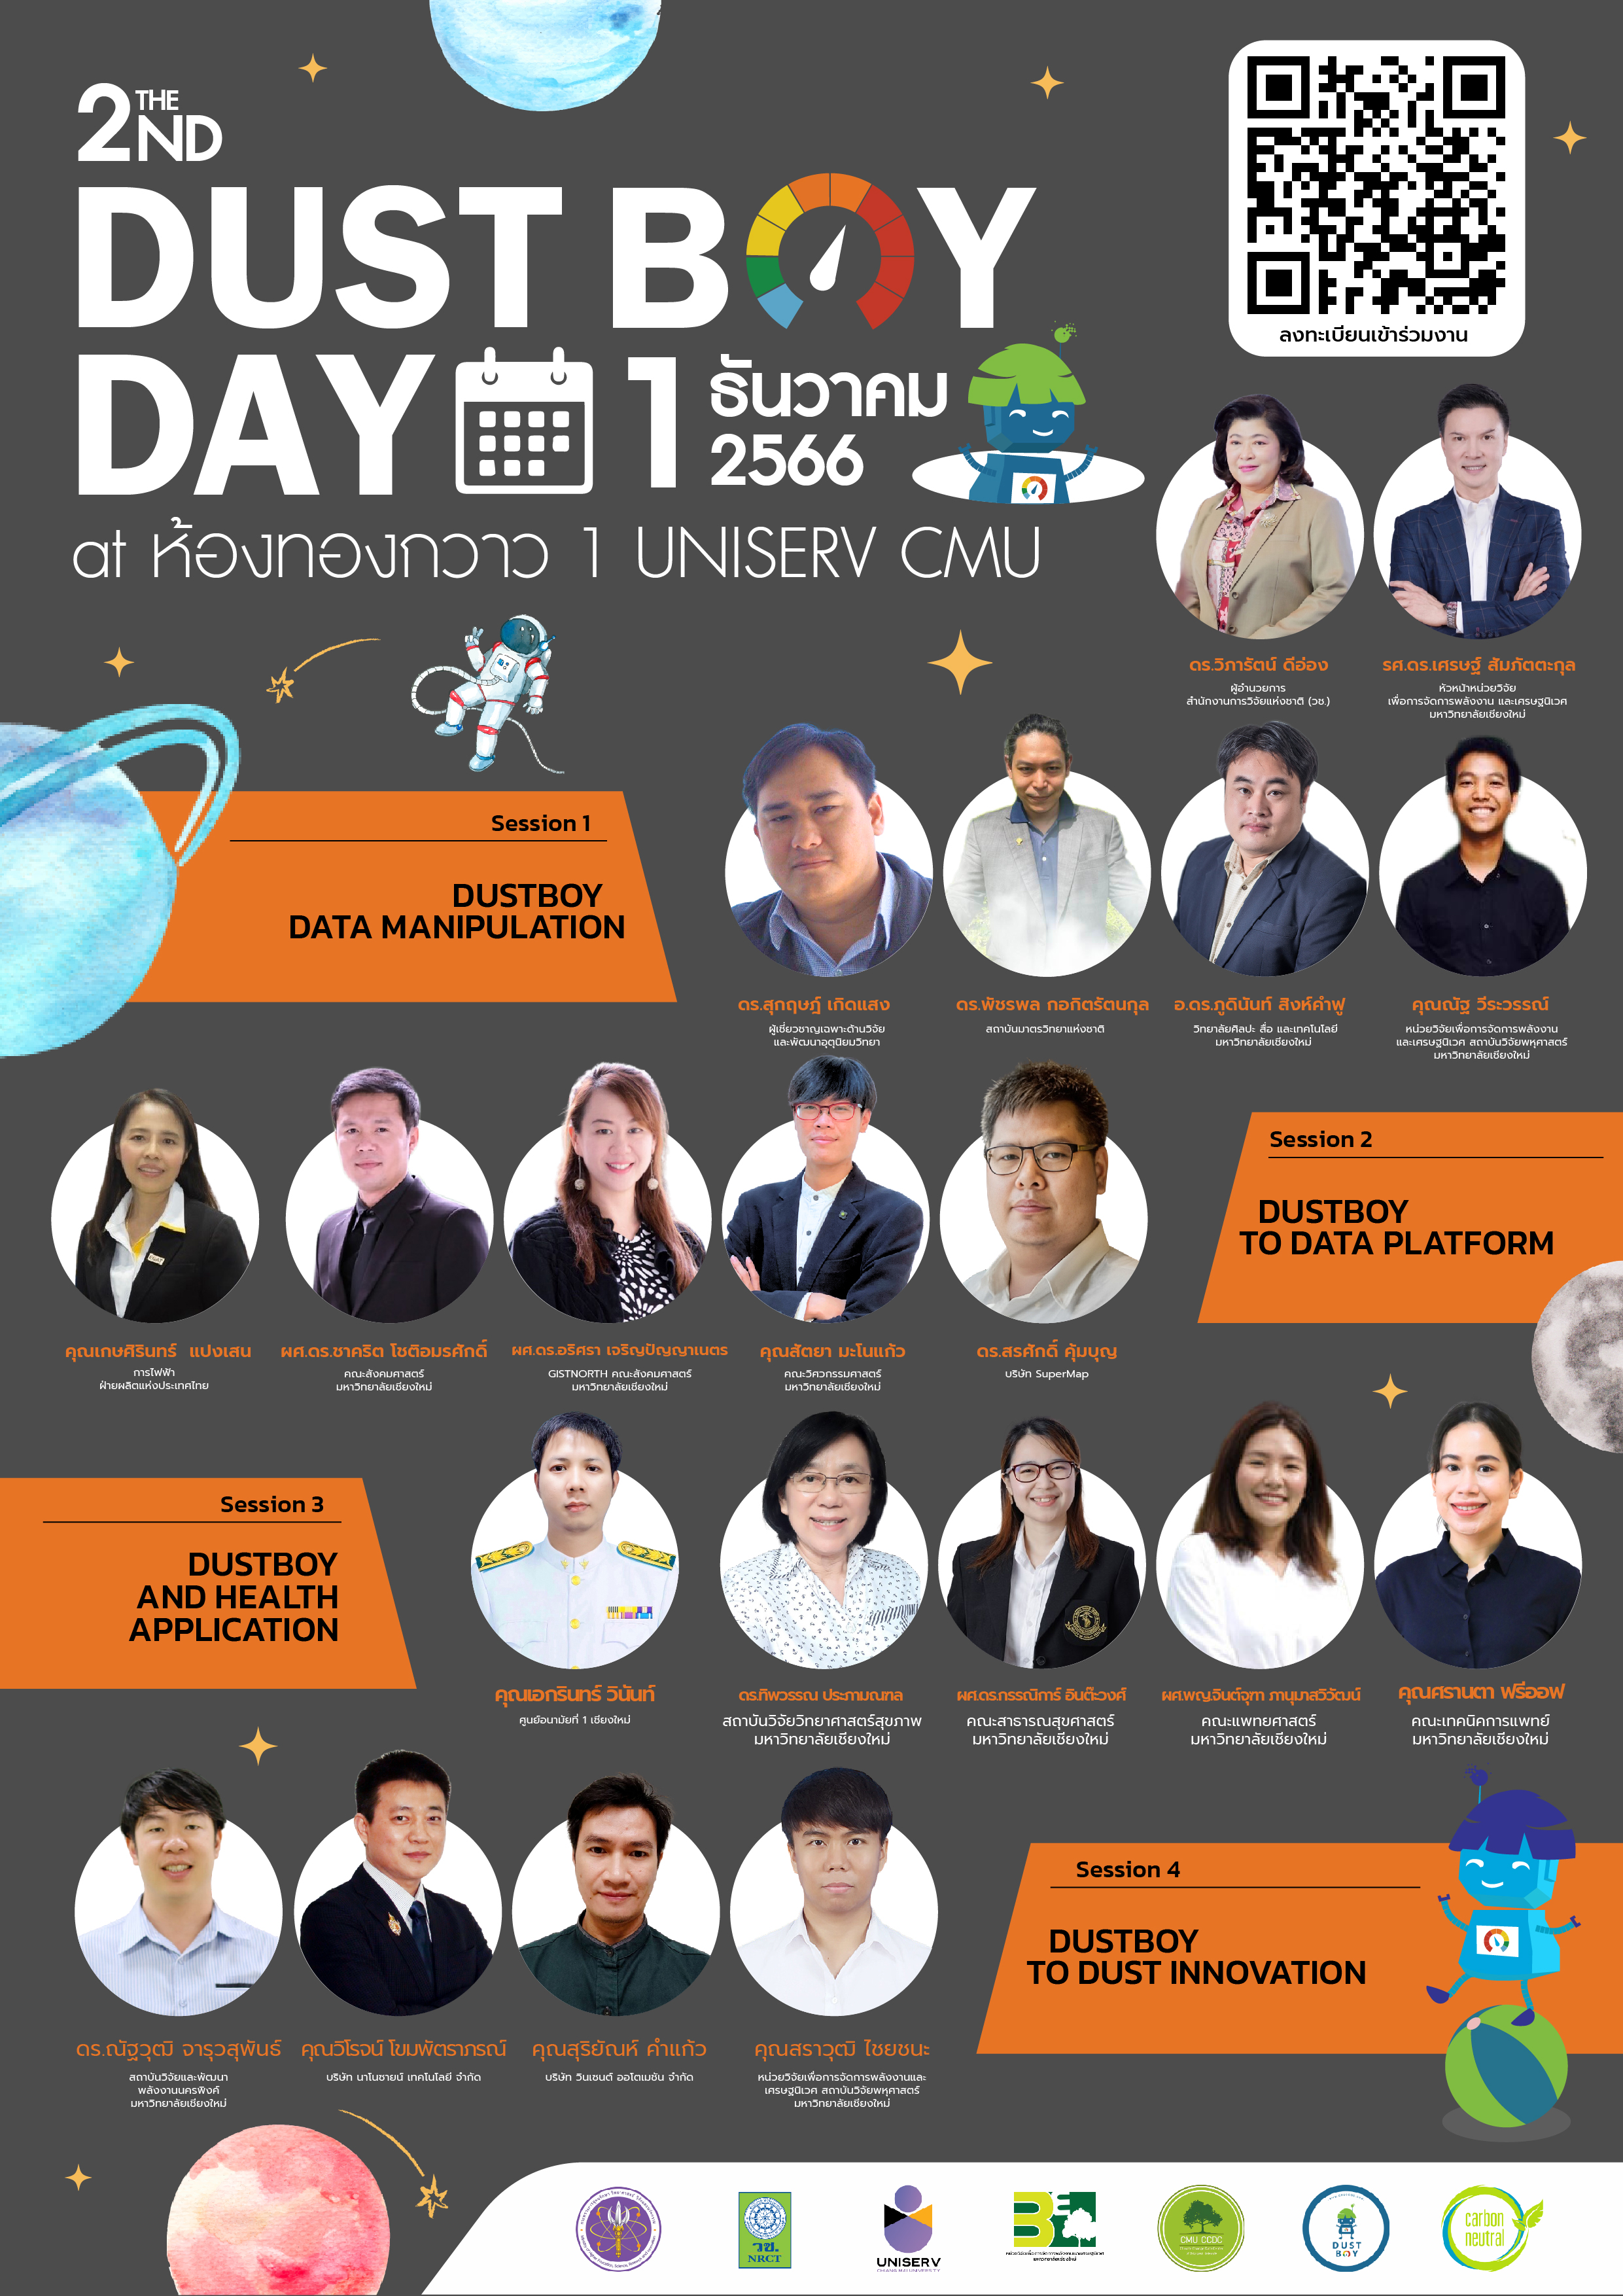 2 THE
ND
DUST BOY
DAY 1 ธันวาคม
2566
at ห้องทองกวาว 1 UNISERV CMU
ลงทะเบียนเข้าร่วมงาน
ดร.วิภารัตน์ ดีอ่อง
ผู้อำนวยการ
สำนักงานการวิจัยแห่งชาติ (วช.)
รศ.ดร.เศรษฐ์ สัมภัตตะกุล
หัวหน้าหน่วยวิจัย
เพื่อการจัดการพลังงาน และเศรษฐนิเวศ
มหาวิทยาลัยเชียงใหม่
Session 1
DUSTBOY
DATA MANIPULATION
ดร.สุกฤษฎิ์ เกิดแสง
ผู้เชี่ยวชาญเฉพาะด้านวิจัย
และพัฒนาอุตุนิยมวิทยา
ดร.พัชรพล กอกิตรัตนกุล
สถาบันมาตรวิทยาแห่งชาติ
อ.ดร.ภูดินันท์ สิงห์คำฟู
วิทยาลัยศิลปะ สื่อ และเทคโนโลยี
มหาวิทยาลัยเชียงใหม่
คุณณัฐ วีระวรรณ์
หน่วยวิจัยเพื่อการจัดการพลังงาน
และเศรษฐนิเวศ สถาบันวิจัยพหุศาสตร์
มหาวิทยาลัยเชียงใหม่
Session 2
DUSTBOY
TO DATA PLATFORM
คุณเกษศิรินทร์ แปงเสน
การไฟฟ้า
ฝ่ายผลิตแห่งประเทศไทย
ผศ.ดร.ชาคริต โชติอมรศักดิ์
คณะสังคมศาสตร์
มหาวิทยาลัยเชียงใหม่
ผศ.ดร.อริศรา เจริญปัญญาเนตร
GISTNORTH คณะสังคมศาสตร์
มหาวิทยาลัยเชียงใหม่
คุณสัตยา มะโนแก้ว
คณะวิศวกรรมศาสตร์
มหาวิทยาลัยเชียงใหม่
ดร.สรศักดิ์ คุ้มบุญ
บริษัท SuperMap
Session 3
DUSTBOY
AND HEALTH
APPLICATION
คุณเอกรินทร์ วินันท์
ศูนย์อนามัยที่ 1 เชียงใหม่
ดร.ทิพวรรณ ประภามณฑล
สถาบันวิจัยวิทยาศาสตร์สุขภาพ
มหาวิทยาลัยเชียงใหม่
ผศ.ดร.กรรณิการ์ อินต๊ะวงศ์
คณะสาธารณสุขศาสตร์
มหาวิทยาลัยเชียงใหม่
ผศ.พญ.จินต์จุฑา ภานุมาสวิวัฒน์
คณะแพทยศาสตร์
มหาวิทยาลัยเชียงใหม่
คุณศรานตา ฟรีออฟ
คณะเทคนิคการแพทย์
มหาวิทยาลัยเชียงใหม่
Session 4
DUSTBOY
TO DUST INNOVATION
ดร.ณัฐวุฒิ จารุวสุพันธ์
สถาบันวิจัยและพัฒนา
พลังงานนครพิงค์
มหาวิทยาลัยเชียงใหม่
คุณวิโรจน์ โฆมพัตราภรณ์
บริษัท นาโนซายน์ เทคโนโลยี จำกัด
คุณสุริยัณห์ คำแก้ว
บริษัท วินเซนต์ ออโตเมชัน จำกัด
คุณสราวุฒิ ไชยชนะ
หน่วยวิจัยเพื่อการจัดการพลังงานและ
เศรษฐนิเวศ สถาบันวิจัยพหุศาสตร์
มหาวิทยาลัยเชียงใหม่
วช.
NRCT
UNISERV
CHIANG MAI UNIVERSITY
CMU CCDC
DUST
BOY
carbon
neutral